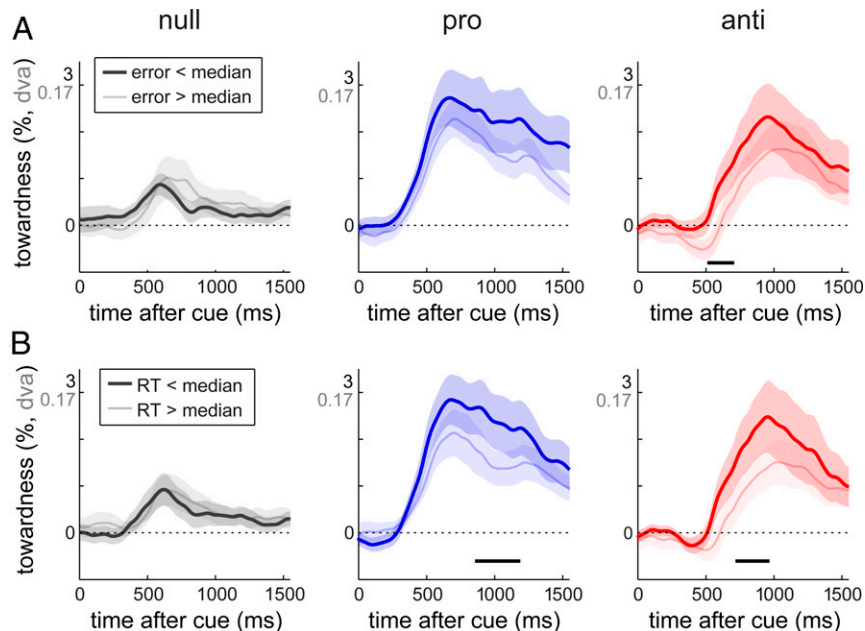 A
null
pro
anti
towardness (%, dva)
3
0.17
0
error < median
error > median
0
500
1000
1500
time after cue (ms)
3
0.17
0
0
500
1000
1500
time after cue (ms)
3
0.17
0
0
500
1000
1500
time after cue (ms)
B
towardness (%, dva)
3
0.17
0
RT < median
RT > median
0
500
1000
1500
time after cue (ms)
3
0.17
0
0
500
1000
1500
time after cue (ms)
3
0.17
0
0
500
1000
1500
time after cue (ms)